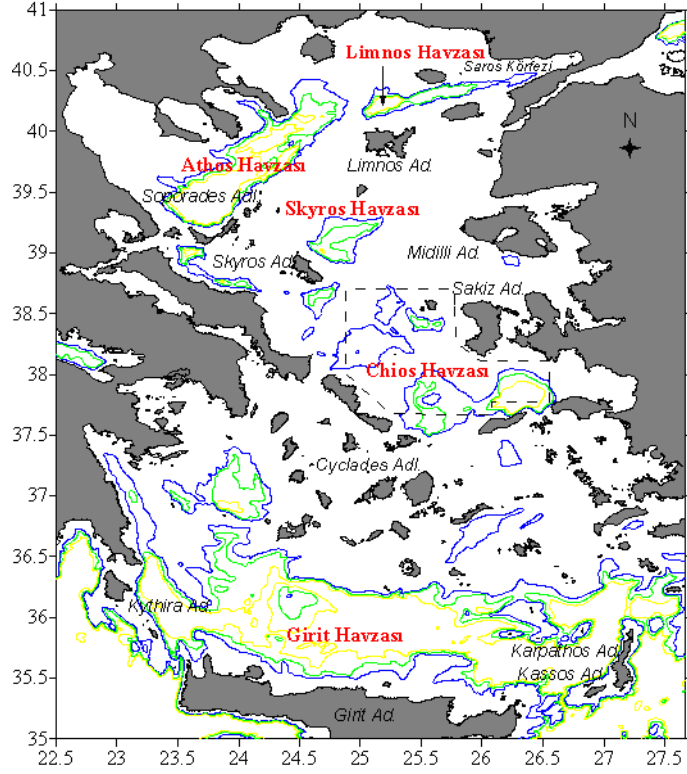 41
Limnos Havzası
Saros Körfezi
40.5
N
40
Athos Havzası
Limnos Ad.
39.5
Soporades Adl.
Skyros Havzası
39
Skyros Ad.
Midilli Ad.
Sakiz Ad.
38.5
38
Chios Havzası
37.5
Cyclades Adl.
37
36.5
Kythira Ad.
36
Girit Havzası
Karpathos Ad.
35.5
Kassos Ad.
Girit Ad.
35
22.5 23 23.5 24 24.5 25 25.5 26 26.5 27 27.5